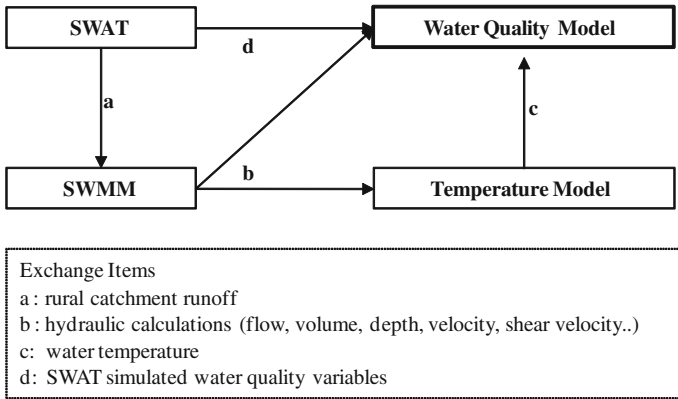 SWAT
Water Quality Model
d
a
c
b
SWMM
Temperature Model
Exchange Items
a : rural catchment runoff
b : hydraulic calculations (flow, volume, depth, velocity, shear velocity..)
c: water temperature
d: SWAT simulated water quality variables